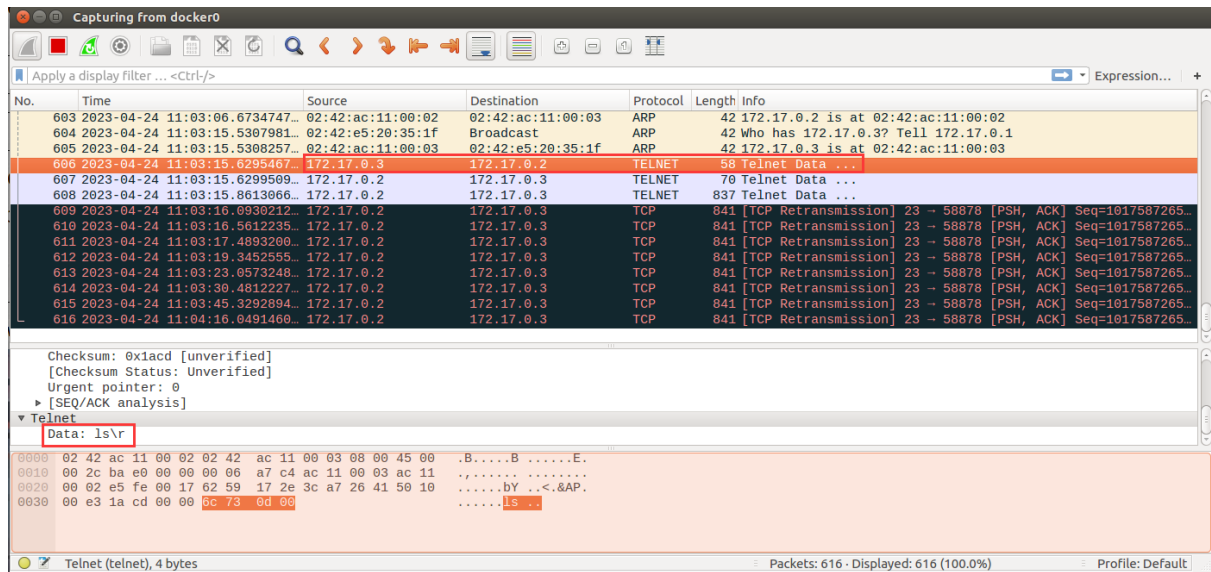 Capturing from docker0
Apply a display filter … <Ctrl-/> Expression… +
No. Time Source Destination Protocol Length Info
603 2023-04-24 11:03:06.6734747… 02:42:ac:11:00:02 02:42:ac:11:00:03 ARP 42 172.17.0.2 is at 02:42:ac:11:00:02
604 2023-04-24 11:03:15.5307981… 02:42:e5:20:35:1f Broadcast ARP 42 Who has 172.17.0.3? Tell 172.17.0.1
605 2023-04-24 11:03:15.5308257… 02:42:ac:11:00:03 02:42:e5:20:35:1f ARP 42 172.17.0.3 is at 02:42:ac:11:00:03
606 2023-04-24 11:03:15.6295467… 172.17.0.3 172.17.0.2 TELNET 58 Telnet Data ...
607 2023-04-24 11:03:15.6299509… 172.17.0.2 172.17.0.3 TELNET 70 Telnet Data ...
608 2023-04-24 11:03:15.8613066… 172.17.0.2 172.17.0.3 TELNET 837 Telnet Data ...
609 2023-04-24 11:03:16.0930212… 172.17.0.2 172.17.0.3 TCP 841 [TCP Retransmission] 23 → 58878 [PSH, ACK] Seq=1017587265…
610 2023-04-24 11:03:16.5612235… 172.17.0.2 172.17.0.3 TCP 841 [TCP Retransmission] 23 → 58878 [PSH, ACK] Seq=1017587265…
611 2023-04-24 11:03:17.4893200… 172.17.0.2 172.17.0.3 TCP 841 [TCP Retransmission] 23 → 58878 [PSH, ACK] Seq=1017587265…
612 2023-04-24 11:03:19.3452555… 172.17.0.2 172.17.0.3 TCP 841 [TCP Retransmission] 23 → 58878 [PSH, ACK] Seq=1017587265…
613 2023-04-24 11:03:23.0573248… 172.17.0.2 172.17.0.3 TCP 841 [TCP Retransmission] 23 → 58878 [PSH, ACK] Seq=1017587265…
614 2023-04-24 11:03:30.4812227… 172.17.0.2 172.17.0.3 TCP 841 [TCP Retransmission] 23 → 58878 [PSH, ACK] Seq=1017587265…
615 2023-04-24 11:03:45.3292894… 172.17.0.2 172.17.0.3 TCP 841 [TCP Retransmission] 23 → 58878 [PSH, ACK] Seq=1017587265…
616 2023-04-24 11:04:16.0491460… 172.17.0.2 172.17.0.3 TCP 841 [TCP Retransmission] 23 → 58878 [PSH, ACK] Seq=1017587265…
Checksum: 0x1acd [unverified]
[Checksum Status: Unverified]
Urgent pointer: 0
[SEQ/ACK analysis]
Telnet
Data: ls\r
0000 02 42 ac 11 00 02 02 42 ac 11 00 03 08 00 45 00 .B.....B ......E.
0010 00 2c ba e0 00 00 00 06 a7 c4 ac 11 00 03 ac 11 .,...... ........
0020 00 02 e5 fe 00 17 62 59 17 2e 3c a7 26 41 50 10 ......bY ..<.&AP.
0030 00 e3 1a cd 00 00 6c 73 0d 00 ......ls ..
Telnet (telnet), 4 bytes Packets: 616 · Displayed: 616 (100.0%) Profile: Default